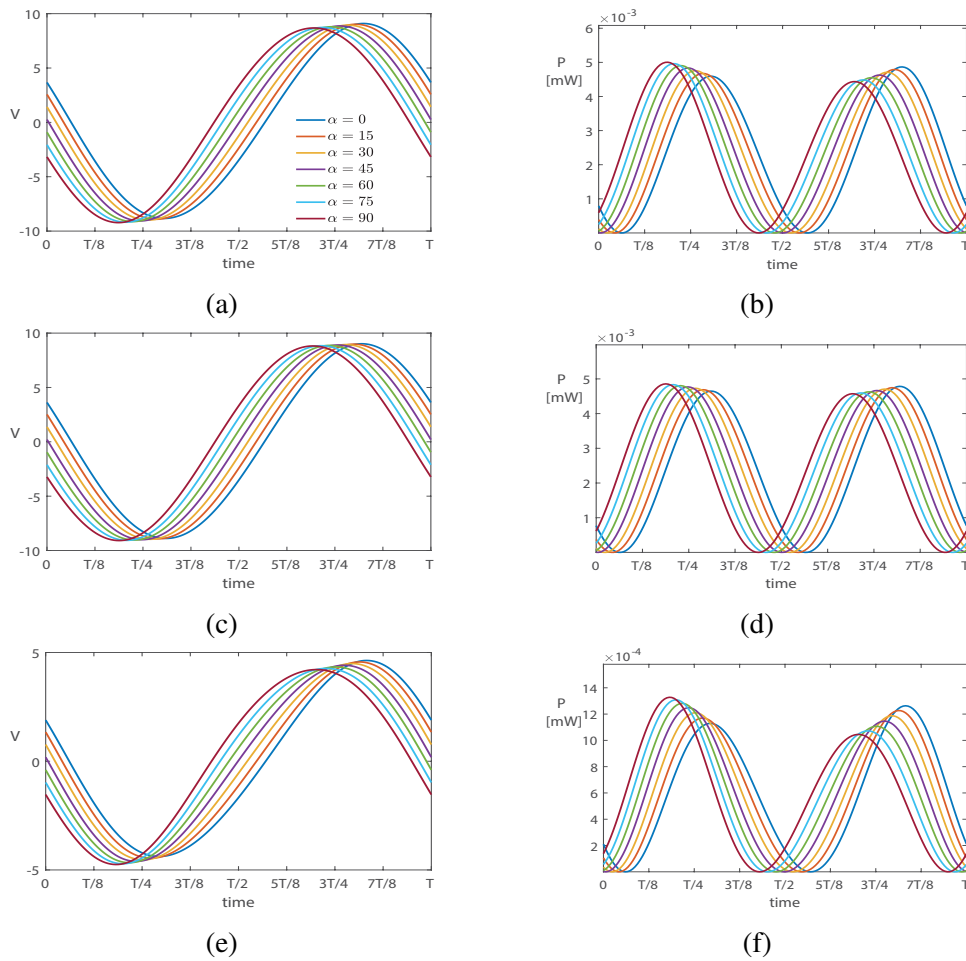 10
5
V
0
-5
-10
0 T/8 T/4 3T/8 T/2 5T/8 3T/4 7T/8 T
time
α = 0
α = 15
α = 30
α = 45
α = 60
α = 75
α = 90
(a)
×10⁻³
6
P
[mW]
5
4
3
2
1
0 T/8 T/4 3T/8 T/2 5T/8 3T/4 7T/8 T
time
(b)
10
5
V
0
-5
-10
0 T/8 T/4 3T/8 T/2 5T/8 3T/4 7T/8 T
time
(c)
×10⁻³
P
[mW]
5
4
3
2
1
0 T/8 T/4 3T/8 T/2 5T/8 3T/4 7T/8 T
time
(d)
5
V
0
-5
0 T/8 T/4 3T/8 T/2 5T/8 3T/4 7T/8 T
time
(e)
×10⁻⁴
P
[mW]
14
12
10
8
6
4
2
0 T/8 T/4 3T/8 T/2 5T/8 3T/4 7T/8 T
time
(f)